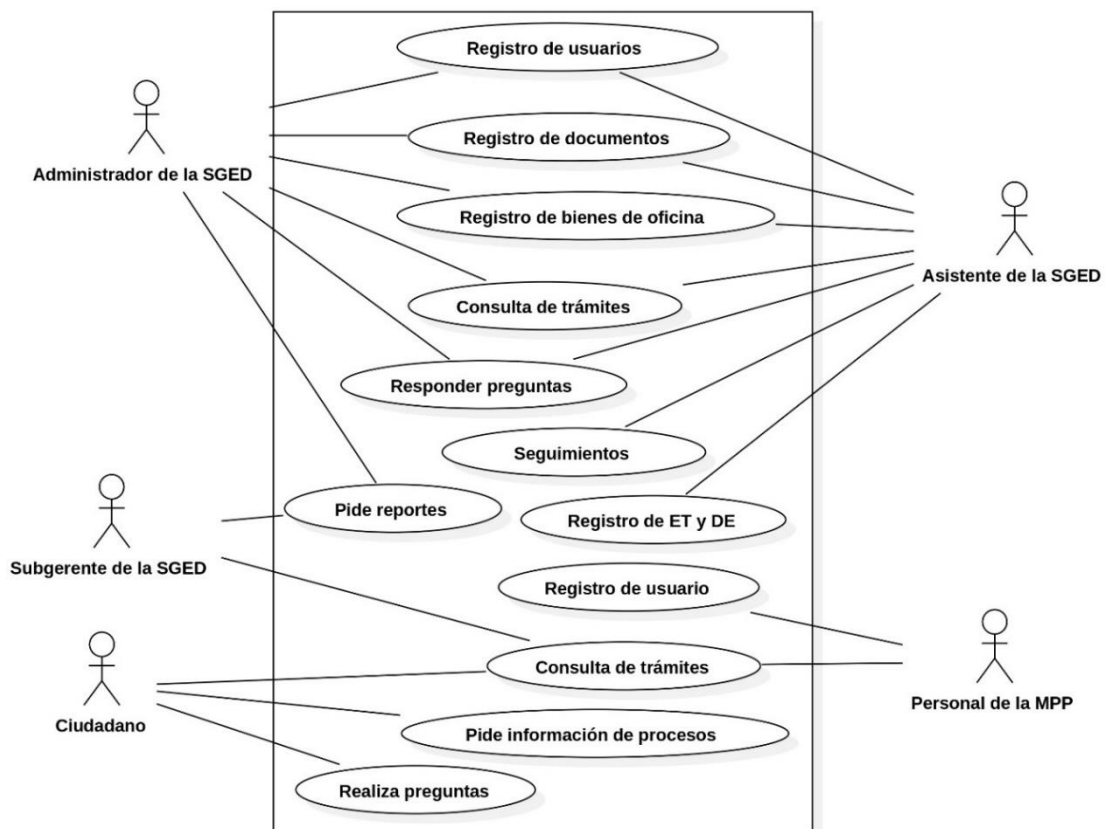 Registro de usuarios
Registro de documentos
Administrador de la SGED
Registro de bienes de oficina
Asistente de la SGED
Consulta de trámites
Responder preguntas
Seguimientos
Pide reportes
Registro de ET y DE
Subgerente de la SGED
Registro de usuario
Consulta de trámites
Personal de la MPP
Ciudadano
Pide información de procesos
Realiza preguntas